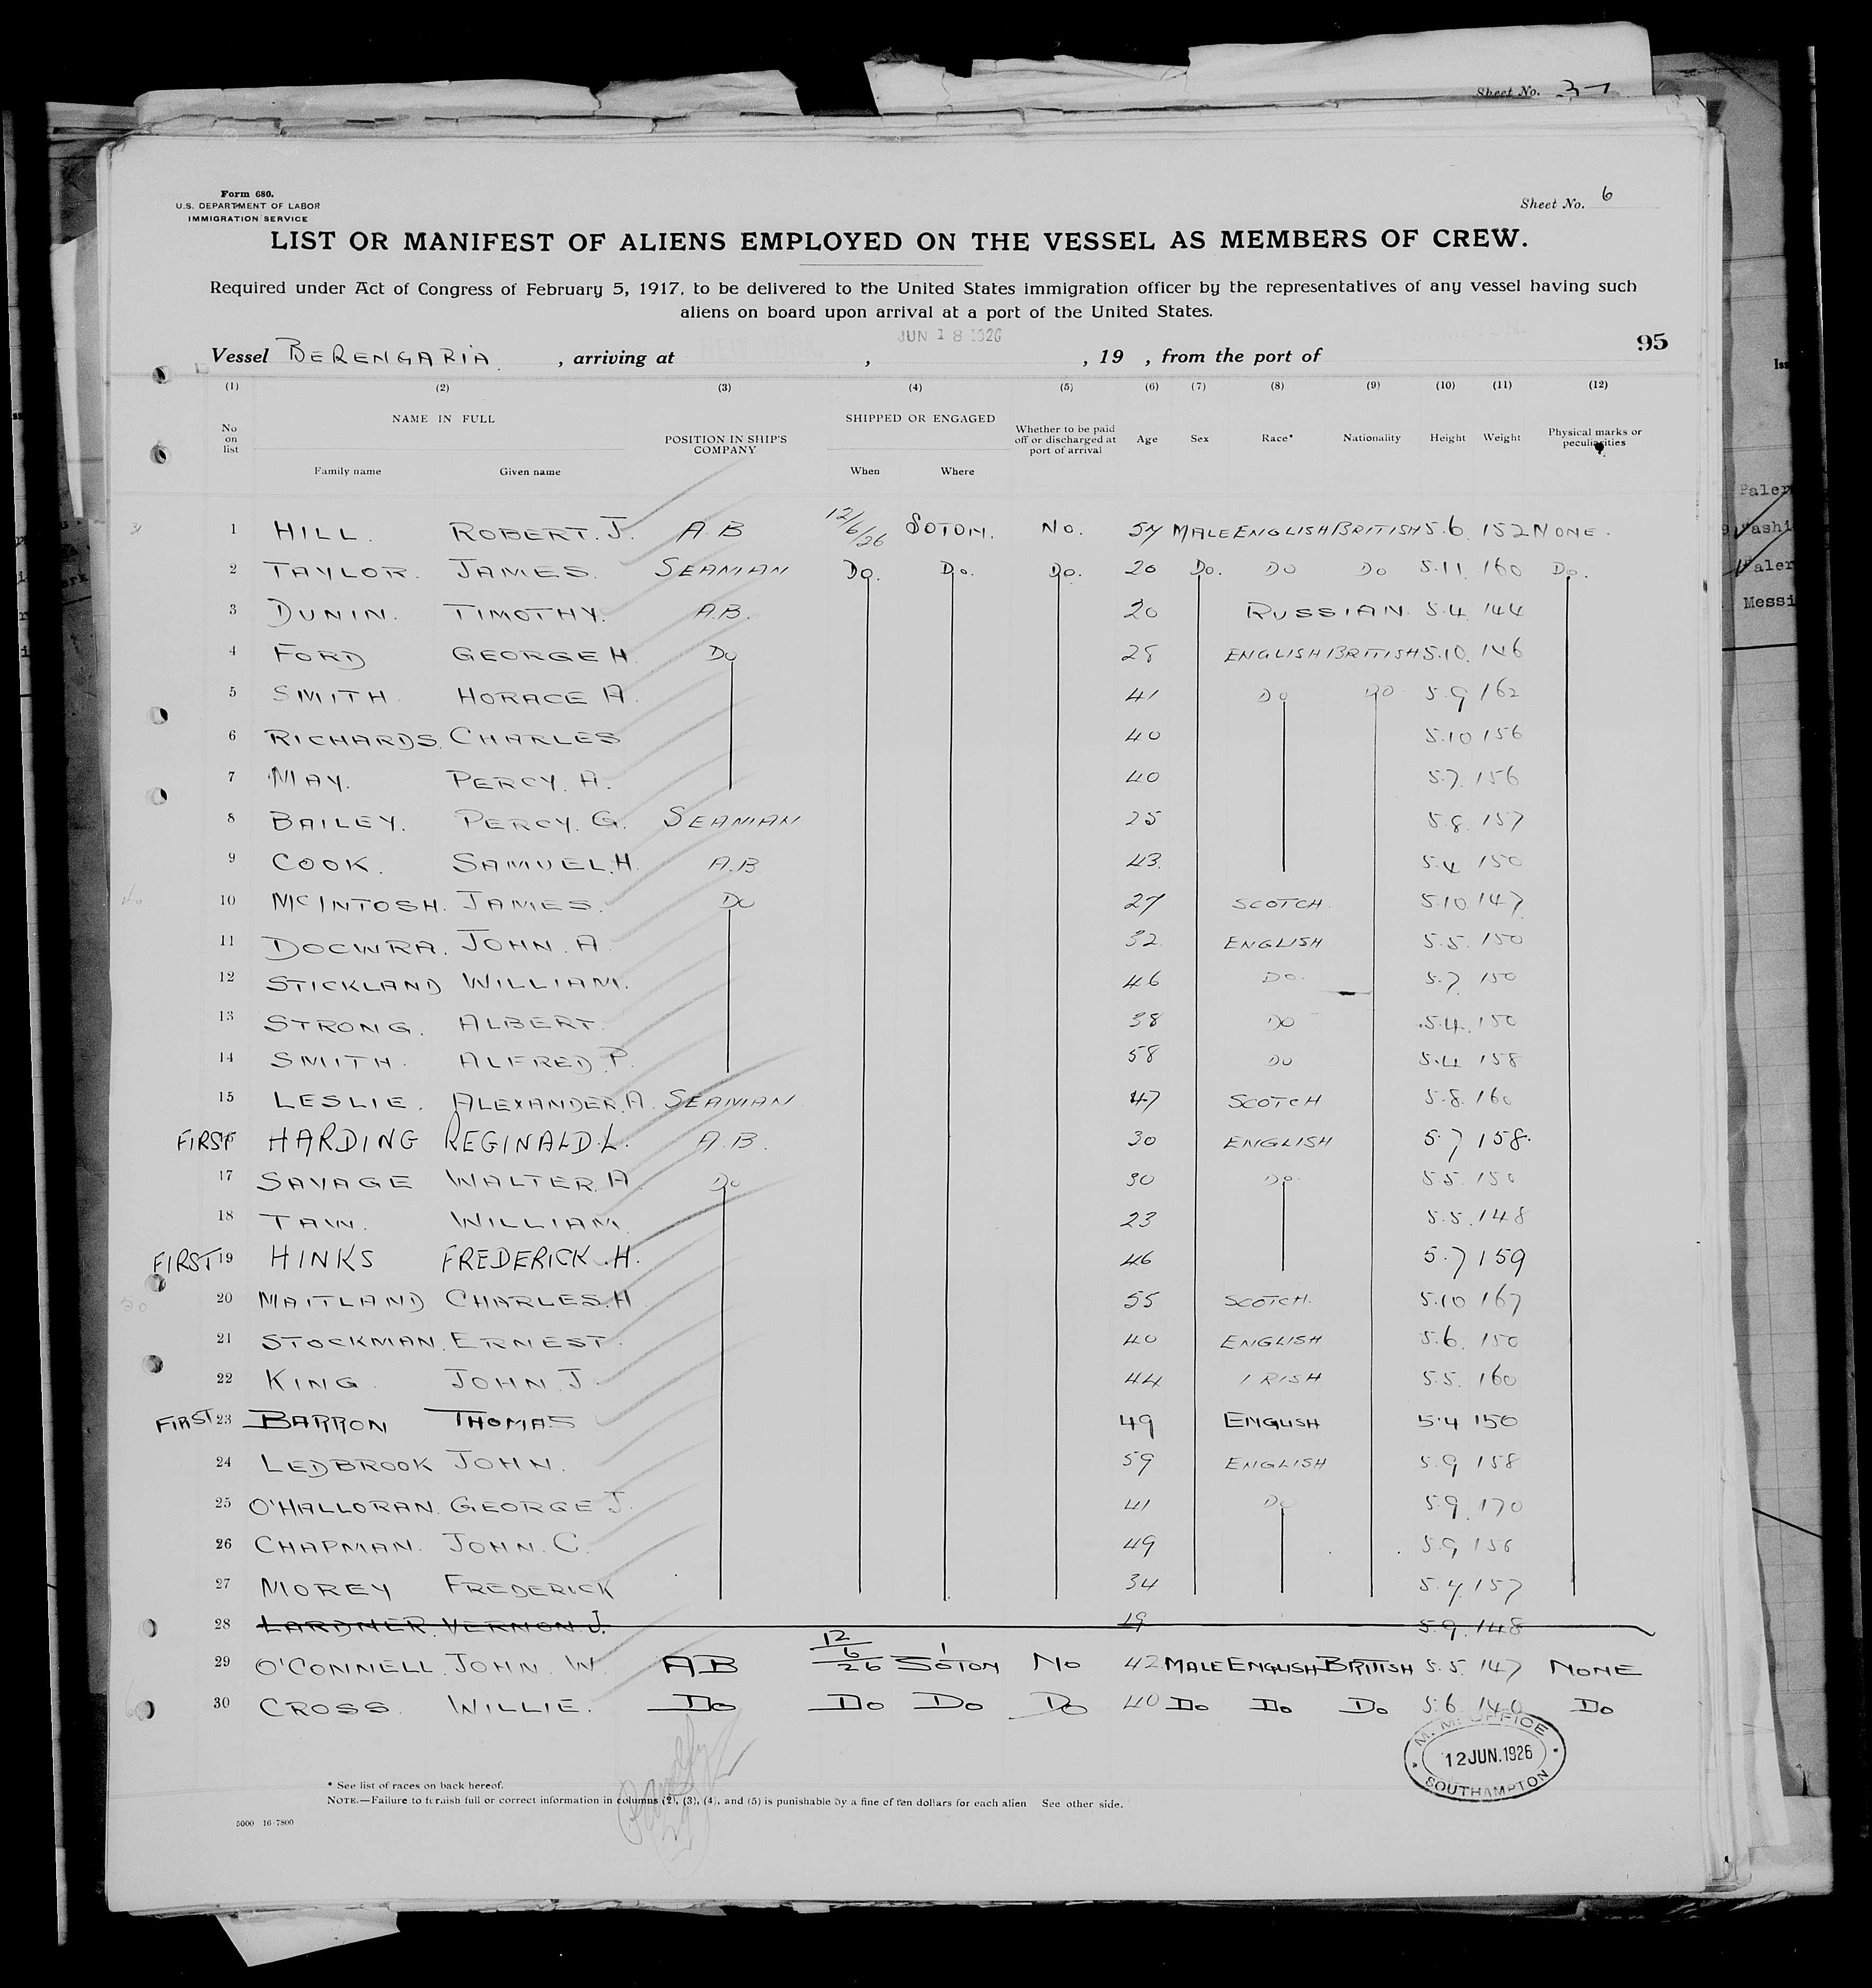 Sheet No. 37
Form 680.
U.S. DEPARTMENT OF LABOR
IMMIGRATION SERVICE
Sheet No. 6
LIST OR MANIFEST OF ALIENS EMPLOYED ON THE VESSEL AS MEMBERS OF CREW.
Required under Act of Congress of February 5, 1917, to be delivered to the United States immigration officer by the representatives of any vessel having such
aliens on board upon arrival at a port of the United States.
JUN 18 1926
Vessel BERENGARIA, arriving at , , 19 , from the port of
95
(1) (2) (3) (4) (5) (6) (7) (8) (9) (10) (11) (12)
No on list NAME IN FULL Family name Given name POSITION IN SHIP'S COMPANY SHIPPED OR ENGAGED When Where Whether to be paid off or discharged at port of arrival Age Sex Race* Nationality Height Weight Physical marks or peculiarities
1 HILL. ROBERT. J. A.B 12/6/26 SOTON. NO. MALE ENGLISH BRITISH 5.6. 152 NONE.
2 TAYLOR. JAMES. SEAMAN DO. DO. DO. 20 DO. DO DO 5.11. 160 DO.
3 DUNIN. TIMOTHY. A.B. 20 RUSSIAN. 5.4. 144
4 FORD GEORGE H. DO 28 ENGLISH BRITISH 5.10. 146
5 SMITH. HORACE A. 41 DO DO. 5.9 162
6 RICHARDS. CHARLES 40 5.10 156
7 MAY. PERCY. A. 40 5.7. 156
8 BAILEY. PERCY. G. SEAMAN 25 5.8. 157
9 COOK. SAMUEL. H. A.B 43. 5.4 150
10 MCINTOSH. JAMES. DO 27 SCOTCH. 5.10. 147.
11 DOCWRA. JOHN. A. 32 ENGLISH 5.5. 150
12 STICKLAND WILLIAM. 46 DO. 5.7. 150
13 STRONG. ALBERT. 38 DO 5.4. 150
14 SMITH. ALFRED. P. 58 DO 5.4 158
15 LESLIE. ALEXANDER. A. SEAMAN 47 SCOTCH 5.8. 160
FIRST 16 HARDING REGINALD. L. A.B. 30 ENGLISH 5.7 158.
17 SAVAGE WALTER. A. DO 30 DO. 5.5. 150
18 TAW. WILLIAM. 23 5.5. 148
FIRST 19 HINKS FREDERICK. H. 46 5.7 159
20 MAITLAND CHARLES. H. 55 SCOTCH. 5.10 167
21 STOCKMAN. ERNEST. 40 ENGLISH 5.6. 150
22 KING. JOHN. J. 44 IRISH 5.5. 160
FIRST 23 BARRON THOMAS 49 ENGLISH 5.4 150
24 LEDBROOK JOHN. 59 ENGLISH 5.9 158
25 O'HALLORAN. GEORGE J. 41 DO 5.9. 170
26 CHAPMAN. JOHN. C. 49 5.9. 156
27 MOREY FREDERICK 34 157
28 LARDNER. VERNON. J. 19 5.9. 148
29 O'CONNELL. JOHN. W. AB 12/6/26 S'OTON NO 42 MALE ENGLISH BRITISH 5.5. 147 NONE
30 CROSS. WILLIE. DO DO DO DO 40 DO DO DO 5.6. 140 DO
M. M. OFFICE
12 JUN. 1926
SOUTHAMPTON
* See list of races on back hereof.
NOTE.—Failure to furnish full or correct information in columns (2), (3), (4), and (5) is punishable by a fine of ten dollars for each alien See other side.
5000 16-7800
Messi